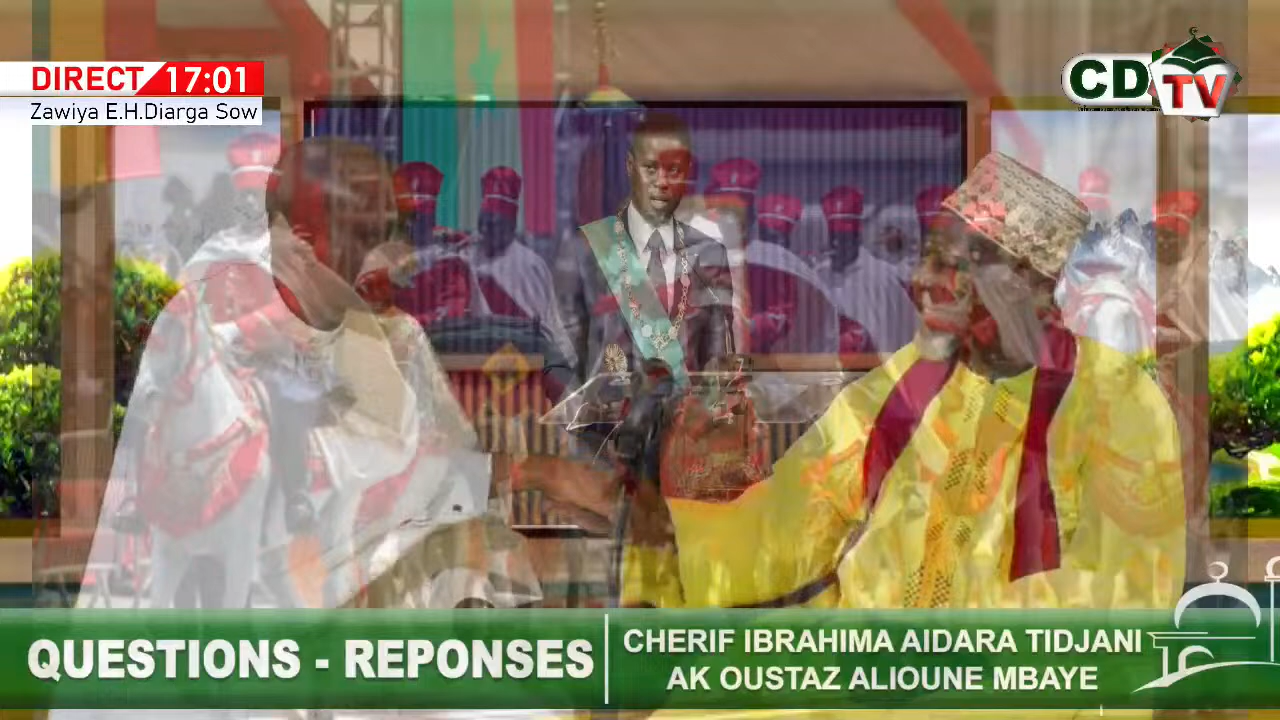 DIRECT 17:01
Zawiya E.H.Diarga Sow
CDTV
QUESTIONS - REPONSES
CHERIF IBRAHIMA AIDARA TIDJANI
AK OUSTAZ ALIOUNE MBAYE